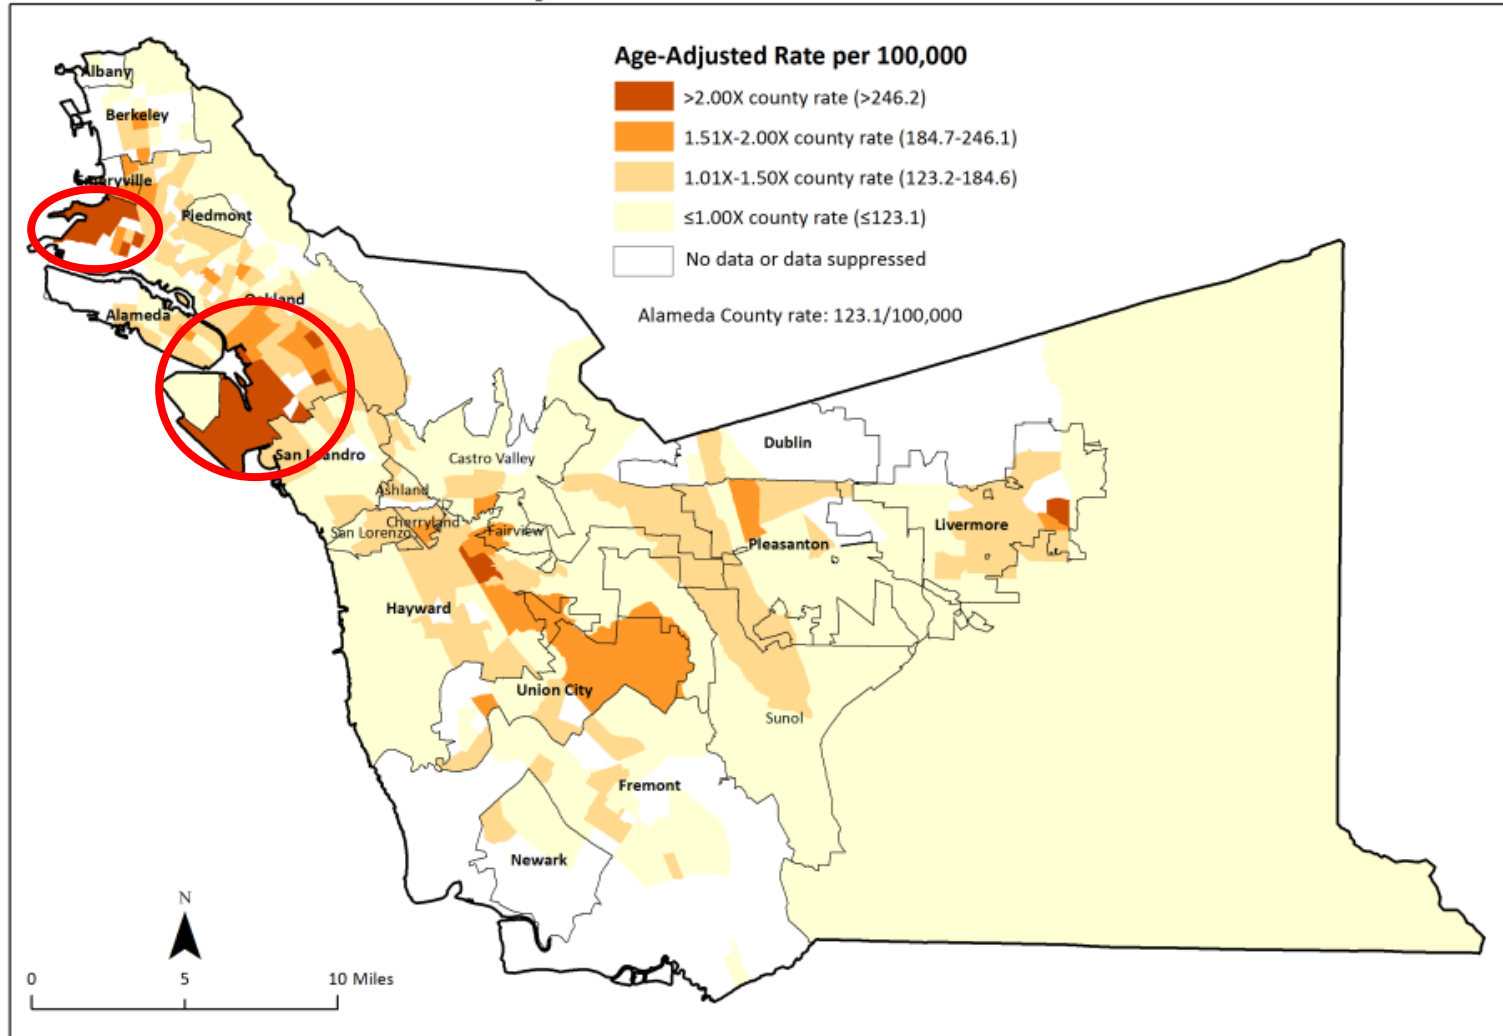 Age-Adjusted Rate per 100,000
>2.00X county rate (>246.2)
1.51X-2.00X county rate (184.7-246.1)
1.01X-1.50X county rate (123.2-184.6)
≤1.00X county rate (≤123.1)
No data or data suppressed
Alameda County rate: 123.1/100,000
Albany
Berkeley
Emeryville
Piedmont
Oakland
Alameda
San Leandro
Castro Valley
Dublin
Ashland
Cherryland
San Lorenzo
Fairview
Livermore
Pleasanton
Hayward
Union City
Sunol
Fremont
Newark
N
0 5 10 Miles